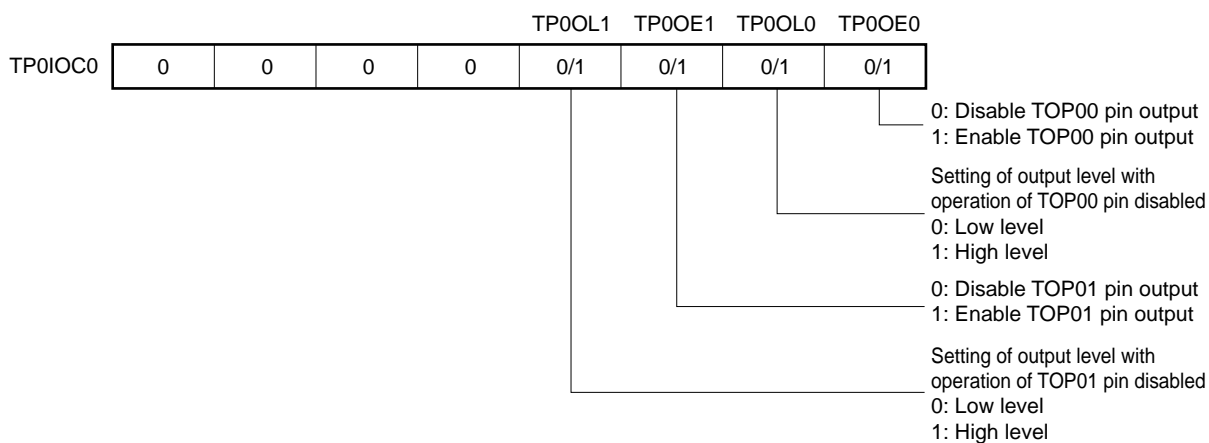 TP0OL1 TP0OE1 TP0OL0 TP0OE0
TP0IOC0 0 0 0 0 0/1 0/1 0/1 0/1
0: Disable TOP00 pin output
1: Enable TOP00 pin output
Setting of output level with
operation of TOP00 pin disabled
0: Low level
1: High level
0: Disable TOP01 pin output
1: Enable TOP01 pin output
Setting of output level with
operation of TOP01 pin disabled
0: Low level
1: High level